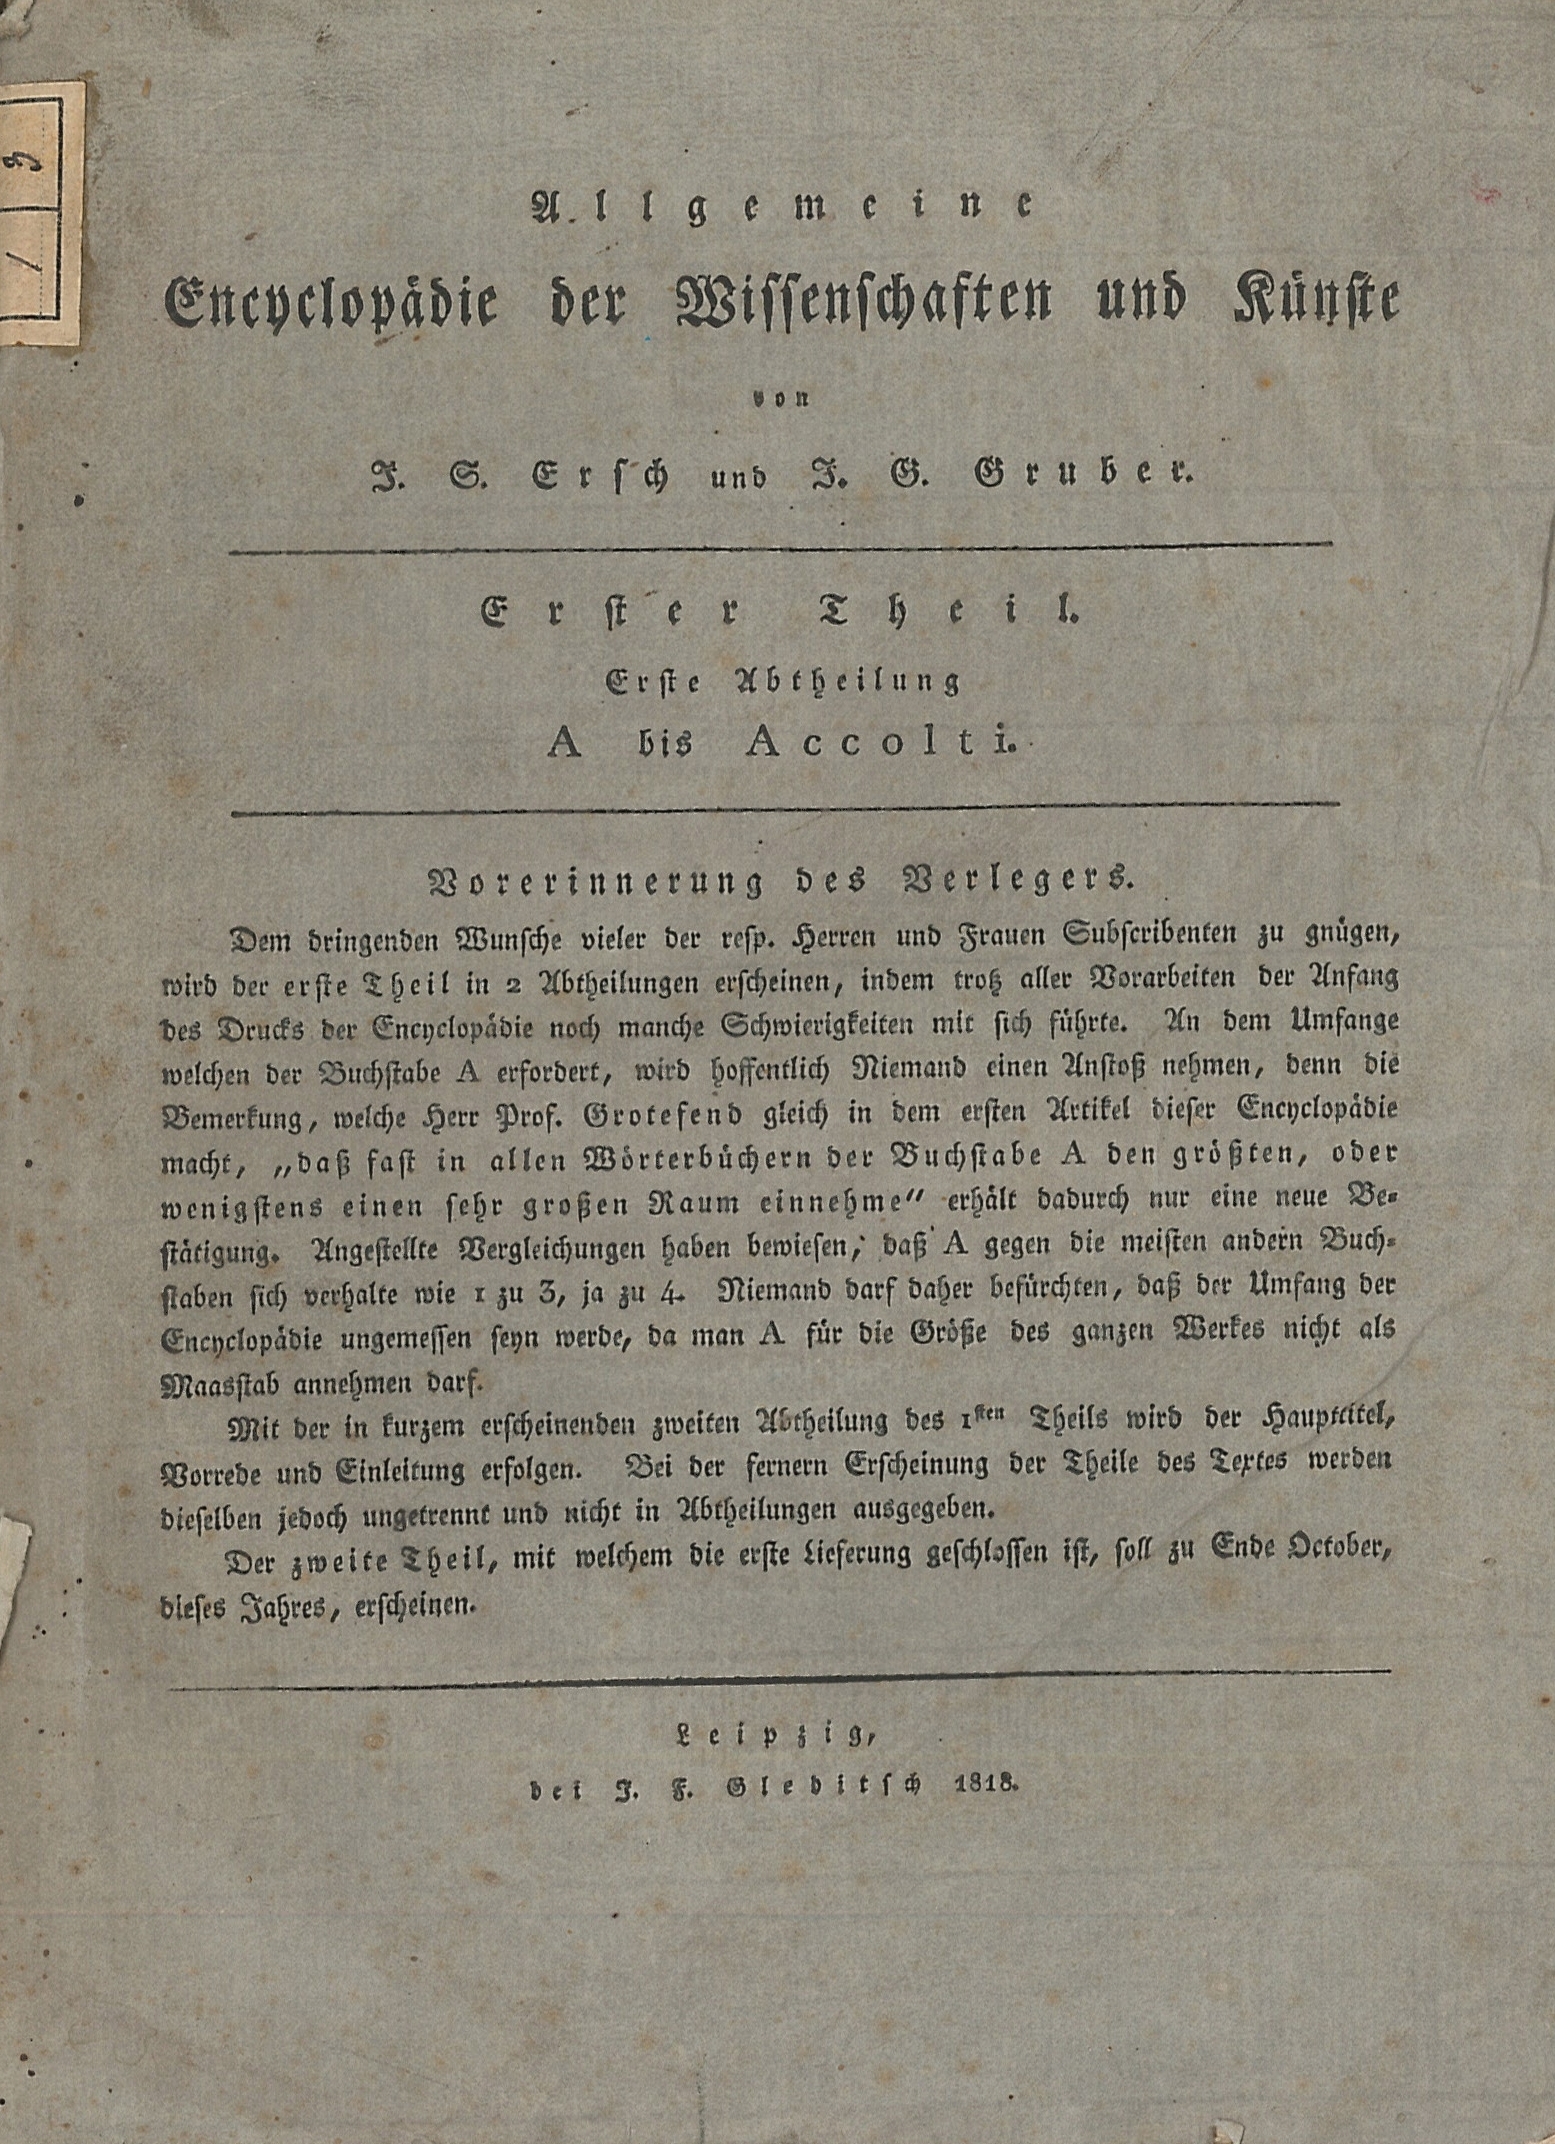 Allgemeine
Encyclopädie der Wissenschaften und Künste
von
J. S. Ersch und J. G. Gruber.
Erster Theil.
Erste Abtheilung
A bis Accolti.
Vorerinnerung des Verlegers.
Dem dringenden Wunsche vieler der resp. Herren und Frauen Subscribenten zu gnügen,
wird der erste Theil in 2 Abtheilungen erscheinen, indem trotz aller Vorarbeiten der Anfang
des Drucks der Encyclopädie noch manche Schwierigkeiten mit sich führte. An dem Umfange
welchen der Buchstabe A erfordert, wird hoffentlich Niemand einen Anstoß nehmen, denn die
Bemerkung, welche Herr Prof. Grotefend gleich in dem ersten Artikel dieser Encyclopädie
macht, „daß fast in allen Wörterbüchern der Buchstabe A den größten, oder
wenigstens einen sehr großen Raum einnehme“ erhält dadurch nur eine neue Be-
stätigung. Angestellte Vergleichungen haben bewiesen, daß A gegen die meisten andern Buch-
staben sich verhalte wie 1 zu 3, ja zu 4. Niemand darf daher befürchten, daß der Umfang der
Encyclopädie ungemessen seyn werde, da man A für die Größe des ganzen Werkes nicht als
Maasstab annehmen darf.
Mit der in kurzem erscheinenden zweiten Abtheilung des 1sten Theils wird der Haupttitel,
Vorrede und Einleitung erfolgen. Bei der fernern Erscheinung der Theile des Textes werden
dieselben jedoch ungetrennt und nicht in Abtheilungen ausgegeben.
Der zweite Theil, mit welchem die erste Lieferung geschlossen ist, soll zu Ende October,
dieses Jahres, erscheinen.
Leipzig,
bei J. F. Gleditsch 1818.